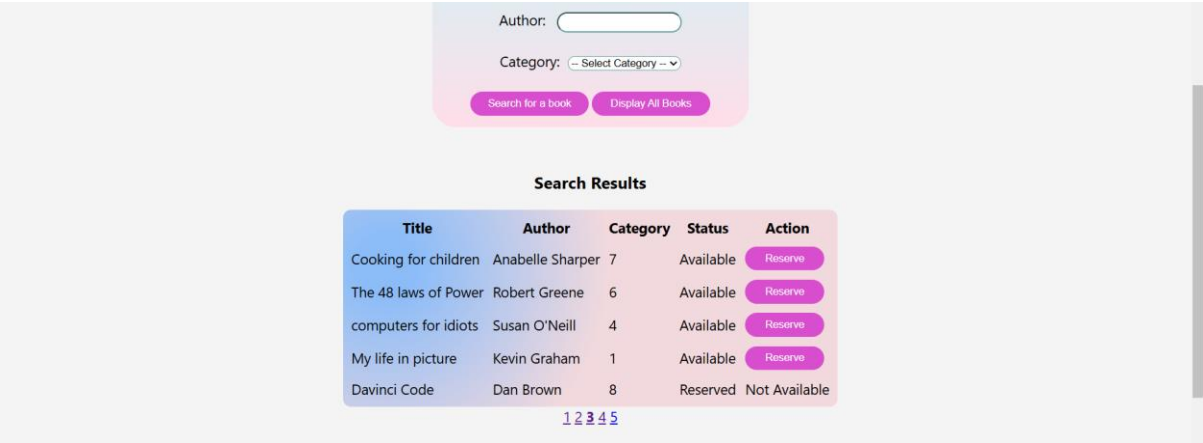 Author:
Category: -- Select Category --
Search for a book Display All Books
Search Results
Title Author Category Status Action
Cooking for children Anabelle Sharper 7 Available Reserve
The 48 laws of Power Robert Greene 6 Available Reserve
computers for idiots Susan O'Neill 4 Available Reserve
My life in picture Kevin Graham 1 Available Reserve
Davinci Code Dan Brown 8 Reserved Not Available
1 2 3 4 5